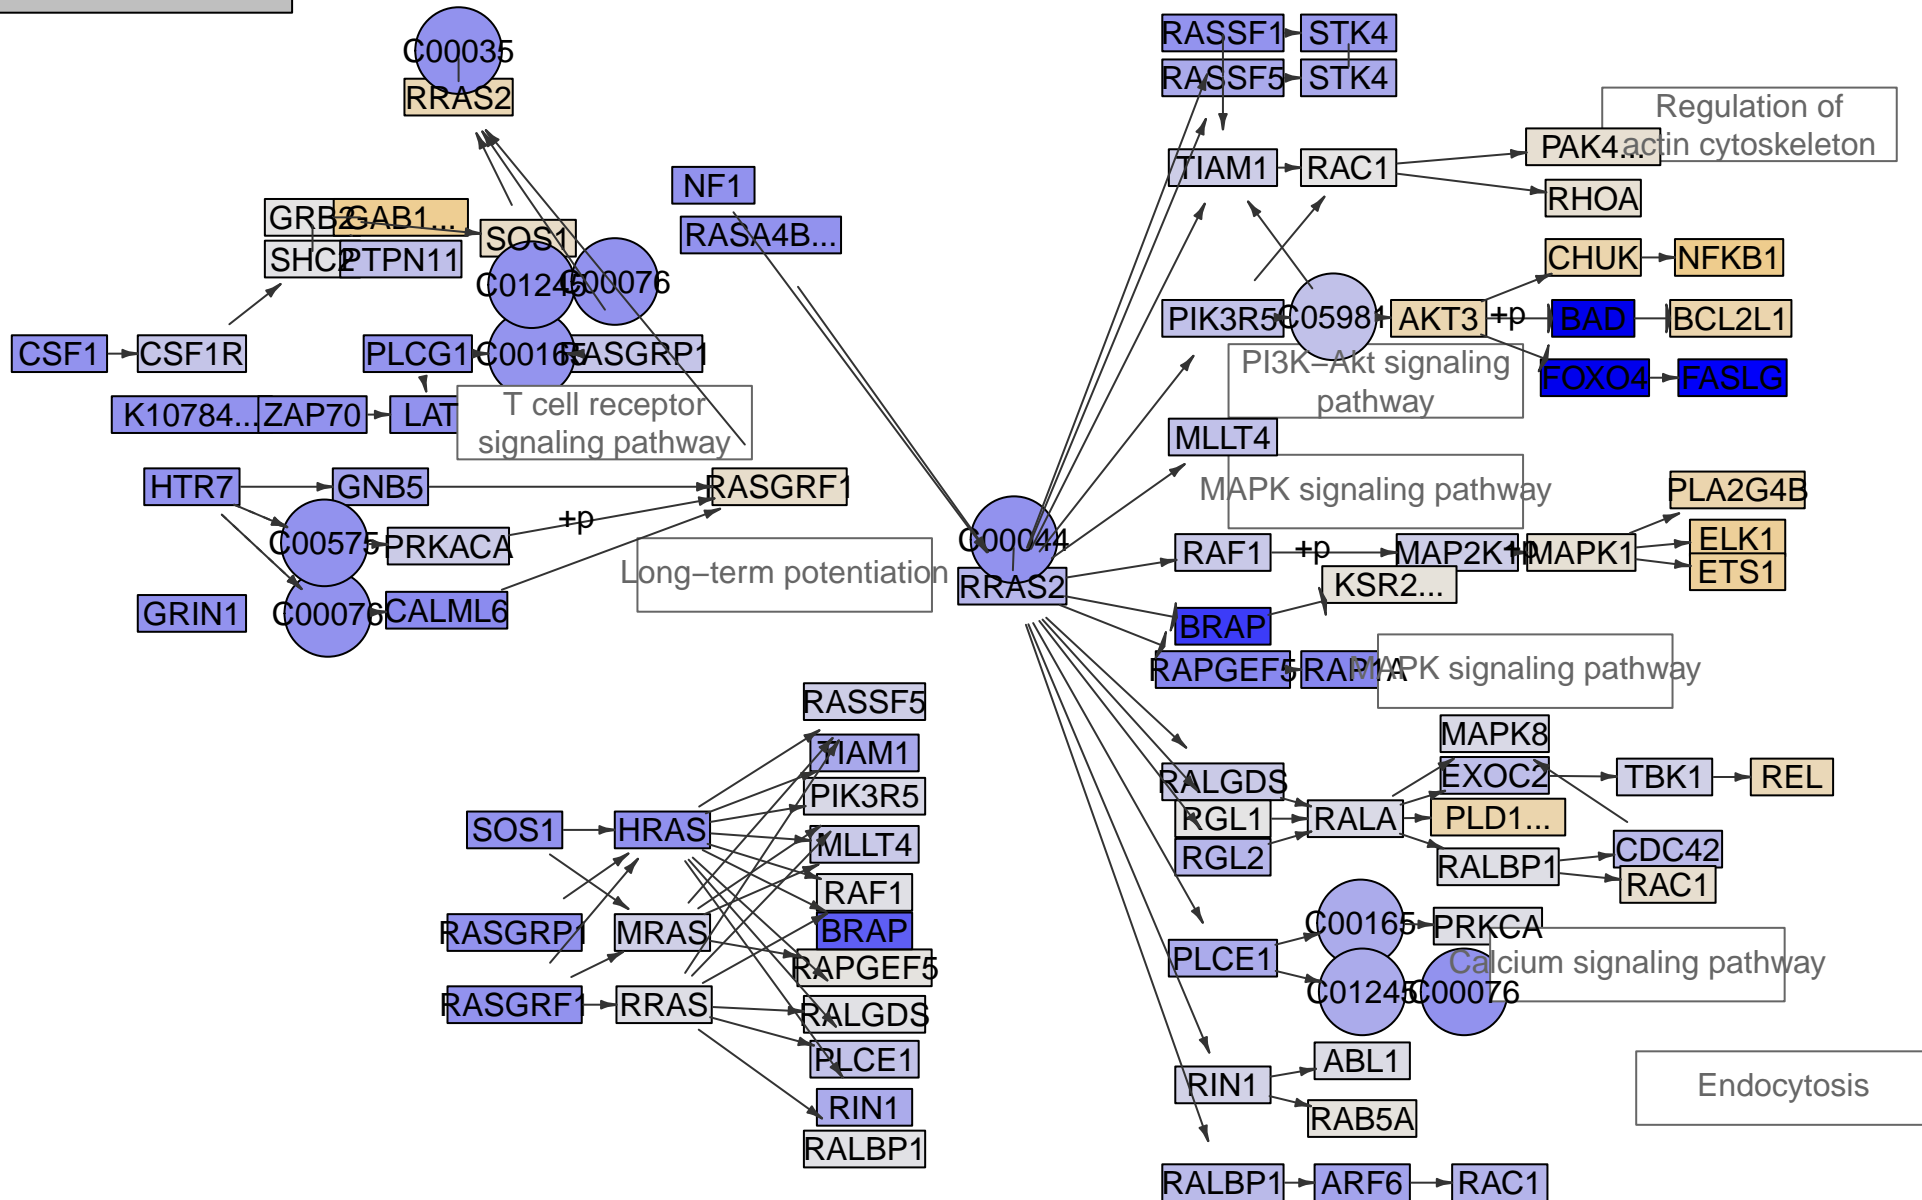 C00035
RRAS2
NF1
RASA4B...
GRB2
GAB1...
SHC2
PTPN11
SOS1
C01245
C00076
CSF1
CSF1R
PLCG1
C00165
RASGRP1
K10784...
ZAP70
LAT
T cell receptor
signaling pathway
HTR7
GNB5
RASGRF1
C00575
PRKACA
+p
GRIN1
C00076
CALML6
Long−term potentiation
C00044
RRAS2
RASSF1
STK4
RASSF5
STK4
Regulation of
actin cytoskeleton
TIAM1
RAC1
PAK4...
RHOA
CHUK
NFKB1
PIK3R5
C05981
AKT3
+p
BAD
BCL2L1
PI3K−Akt signaling
pathway
FOXO4
FASLG
MLLT4
MAPK signaling pathway
PLA2G4B
RAF1
+p
MAP2K1
+p
MAPK1
ELK1
ETS1
KSR2...
BRAP
RAPGEF5
RAP1A
MAPK signaling pathway
RASSF5
TIAM1
PIK3R5
SOS1
HRAS
MLLT4
RAF1
RASGRP1
MRAS
BRAP
RAPGEF5
RASGRF1
RRAS
RALGDS
PLCE1
RIN1
RALBP1
MAPK8
RALGDS
EXOC2
TBK1
REL
RGL1
RALA
PLD1...
RGL2
RALBP1
CDC42
RAC1
C00165
PRKCA
PLCE1
Calcium signaling pathway
C01245
C00076
ABL1
RIN1
RAB5A
Endocytosis
RALBP1
ARF6
RAC1